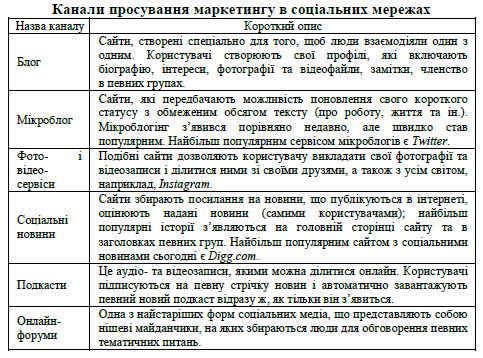 Канали просування маркетингу в соціальних мережах
Назва каналу Короткий опис
Блог
Сайти, створені спеціально для того, щоб люди взаємодіяли один з
одним. Користувачі створюють свої профілі, які включають
біографію, інтереси, фотографії та відеофайли, замітки, членство
в певних групах.
Мікроблог
Сайти, які передбачають можливість поновлення свого короткого
статусу з обмеженим обсягом тексту (про роботу, життя та ін.).
Мікроблогінг з’явився порівняно недавно, але швидко став
популярним. Найбільш популярним сервісом мікроблогів є Twitter.
Фото- і
відео-
сервіси
Подібні сайти дозволяють користувачу викладати свої фотографії та
відеозаписи і ділитися ними зі своїми друзями, а також з усім світом,
наприклад, Instagram.
Соціальні
новини
Сайти збирають посилання на новини, що публікуються в інтернеті,
оцінюють надані новини (самими користувачами); найбільш
популярні історії з’являються на головній сторінці сайту та в
заголовках певних груп. Найбільш популярним сайтом з соціальними
новинами сьогодні є Digg.com.
Подкасти
Це аудіо- та відеозаписи, якими можна ділитися онлайн. Користувачі
підписуються на певну стрічку новин і автоматично завантажують
певний новий подкаст відразу ж, як тільки він з’явиться.
Онлайн-
форуми
Одна з найстаріших форм соціальних медіа, що представляють собою
нішеві майданчики, на яких збираються люди для обговорення певних
тематичних питань.